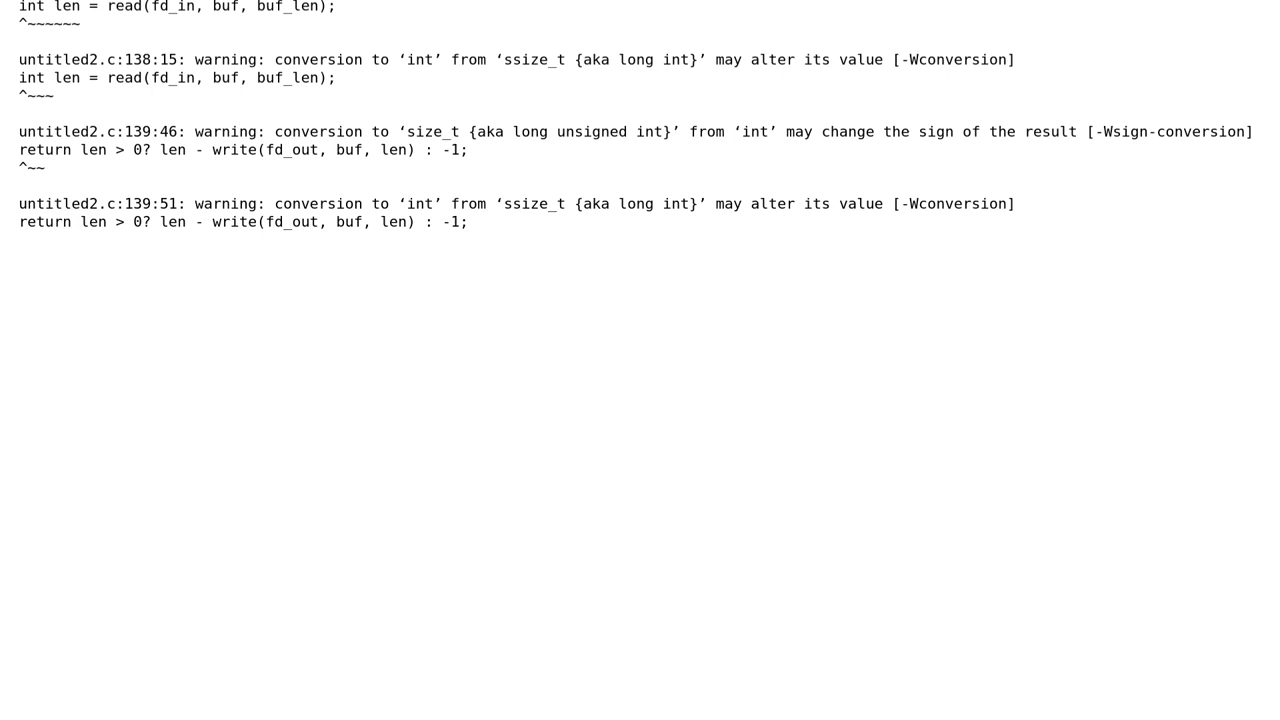 int len = read(fd_in, buf, buf_len);
^~~~~~~
untitled2.c:138:15: warning: conversion to ‘int’ from ‘ssize_t {aka long int}’ may alter its value [-Wconversion]
int len = read(fd_in, buf, buf_len);
^~~~
untitled2.c:139:46: warning: conversion to ‘size_t {aka long unsigned int}’ from ‘int’ may change the sign of the result [-Wsign-conversion]
return len > 0? len - write(fd_out, buf, len) : -1;
^~~
untitled2.c:139:51: warning: conversion to ‘int’ from ‘ssize_t {aka long int}’ may alter its value [-Wconversion]
return len > 0? len - write(fd_out, buf, len) : -1;